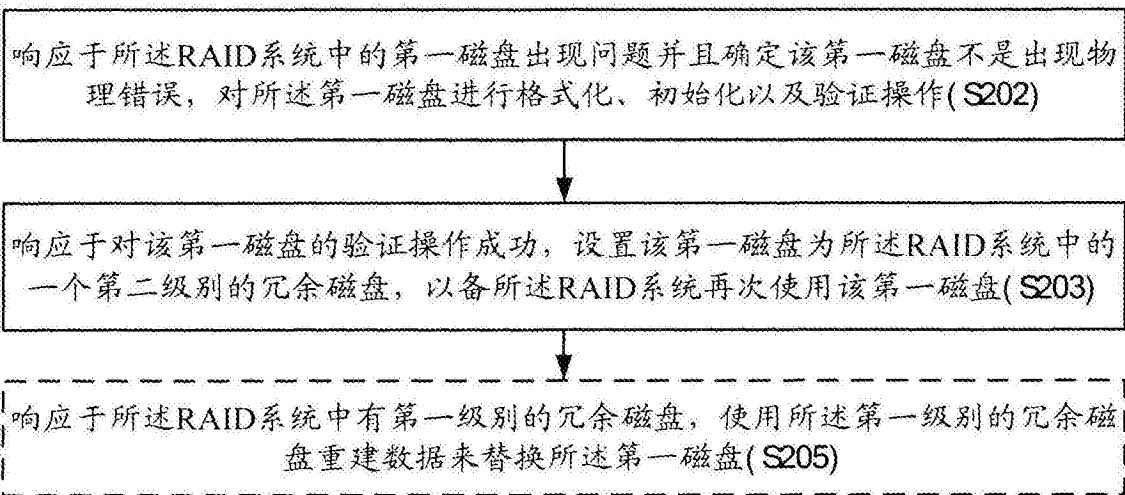 响应于所述RAID系统中的第一磁盘出现问题并且确定该第一磁盘不是出现物
理错误，对所述第一磁盘进行格式化、初始化以及验证操作(S202)
响应于对该第一磁盘的验证操作成功，设置该第一磁盘为所述RAID系统中的
一个第二级别的冗余磁盘，以备所述RAID系统再次使用该第一磁盘(S203)
响应于所述RAID系统中有第一级别的冗余磁盘，使用所述第一级别的冗余磁
盘重建数据来替换所述第一磁盘(S205)